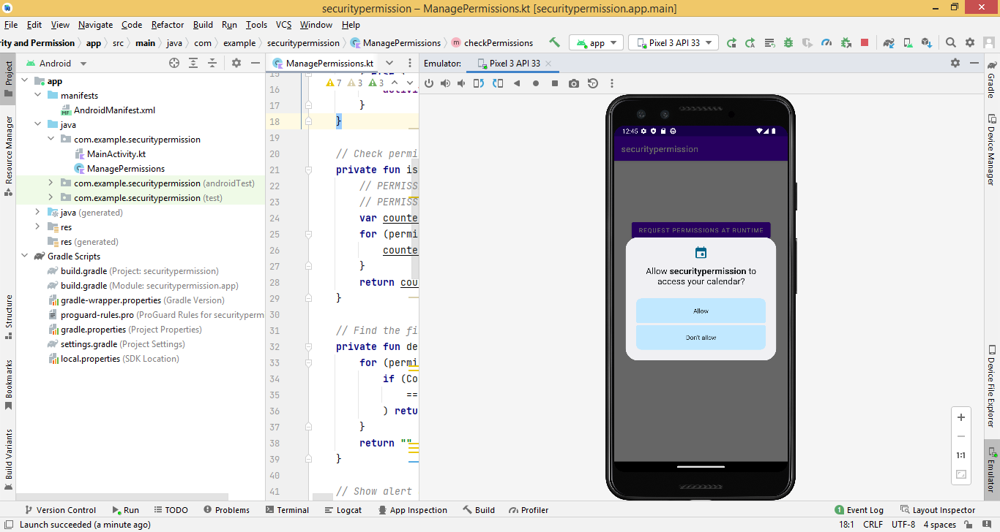 securitypermission – ManagePermissions.kt [securitypermission.app.main]
File Edit View Navigate Code Refactor Build Run Tools VCS Window Help
rity and Permission app src main java com example securitypermission ManagePermissions m checkPermissions app Pixel 3 API 33
Android
ManagePermissions.kt
Emulator: Pixel 3 API 33
Project
Resource Manager
Structure
Bookmarks
Build Variants
app
manifests
MF AndroidManifest.xml
java
com.example.securitypermission
MainActivity.kt
ManagePermissions
com.example.securitypermission (androidTest)
com.example.securitypermission (test)
java (generated)
res
res (generated)
Gradle Scripts
build.gradle (Project: securitypermission)
build.gradle (Module: securitypermission.app)
gradle-wrapper.properties (Gradle Version)
proguard-rules.pro (ProGuard Rules for securityperm
gradle.properties (Project Properties)
settings.gradle (Project Settings)
local.properties (SDK Location)
7 3 3
15
16 activi
17 }
18 }
19
20 // Check permi
21 private fun is
22 // PERMISS
23 // PERMISS
24 var counte
25 for (permi
26 counte
27 }
28 return cou
29 }
30
31 // Find the fi
32 private fun de
33 for (permi
34 if (Co
35 ==
36 ) retu
37 }
38 return ""
39 }
40
41 // Show alert
12:45
securitypermission
REQUEST PERMISSIONS AT RUNTIME
Allow securitypermission to
access your calendar?
Allow
Don't allow
1:1
Gradle
Device Manager
Device File Explorer
Emulator
Version Control Run TODO Problems Terminal Logcat App Inspection Build Profiler 1 Event Log Layout Inspector
Launch succeeded (a minute ago) 18:1 CRLF UTF-8 4 spaces